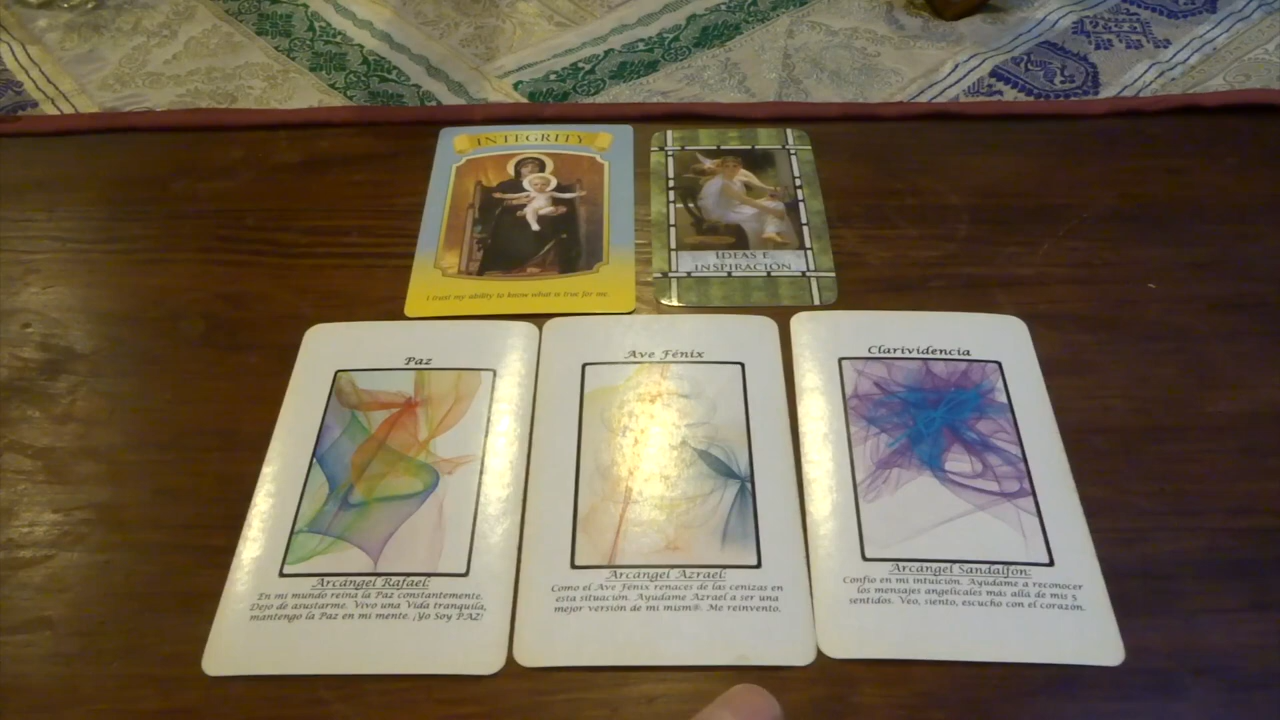 INTEGRITY
I trust my ability to know what is true for me.
IDEAS E
INSPIRACIÓN
Paz
Arcángel Rafael:
En mi mundo reina la Paz constantemente.
Dejo de asustarme. Vivo una Vida tranquila,
mantengo la Paz en mi mente. ¡Yo Soy PAZ!
Ave Fénix
Arcángel Azrael:
Como el Ave Fénix renaces de las cenizas en
esta situación. Ayúdame Azrael a ser una
mejor versión de mi mism@. Me reinvento.
Clarividencia
Arcángel Sandalfón:
Confío en mi intuición. Ayúdame a reconocer
los mensajes angelicales más allá de mis 5
sentidos. Veo, siento, escucho con el corazón.